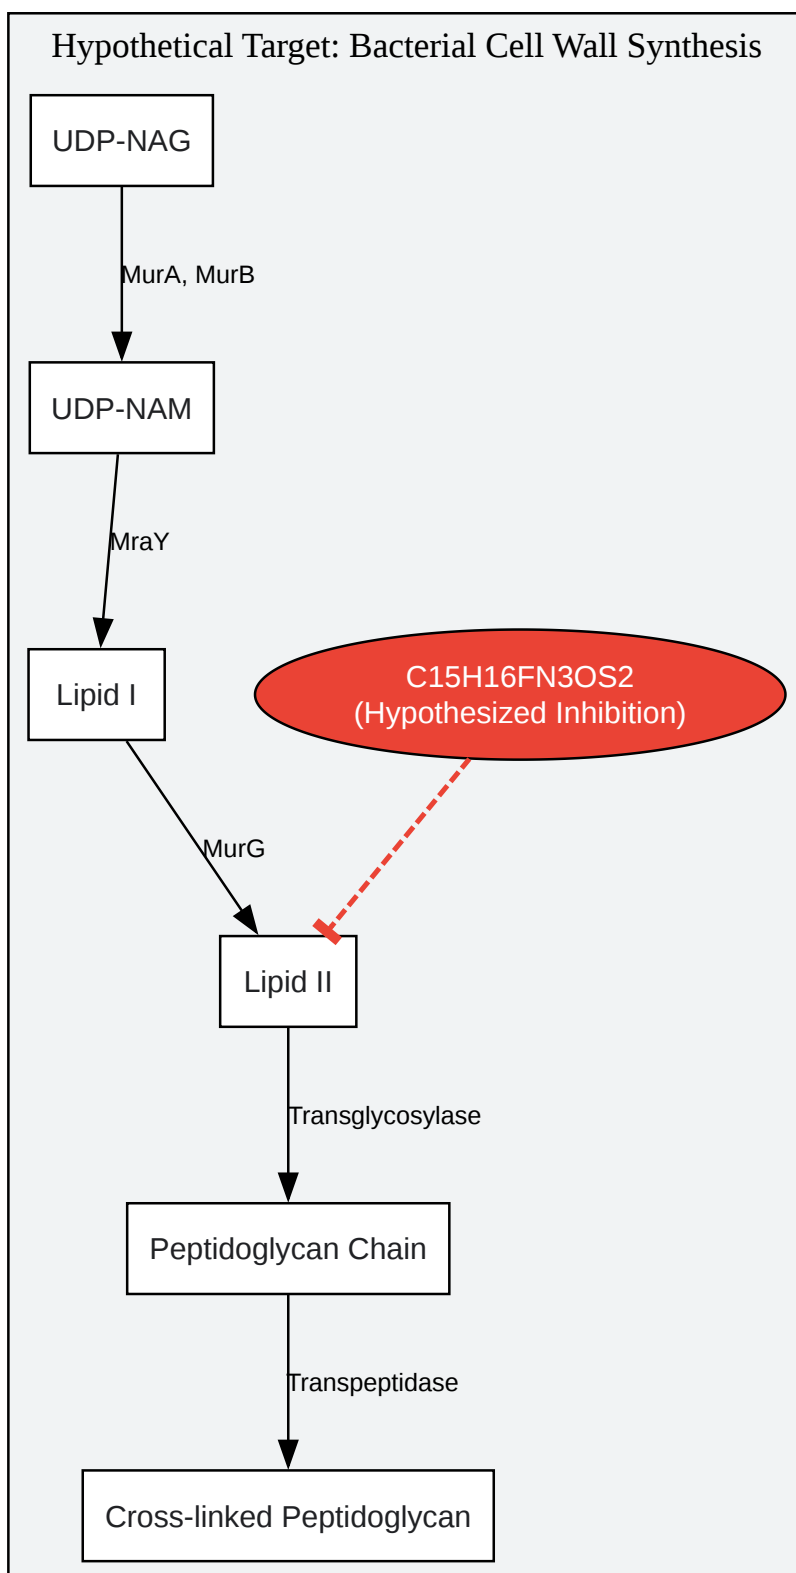 Hypothetical Target: Bacterial Cell Wall Synthesis
UDP-NAG
MurA, MurB
UDP-NAM
MraY
Lipid I
C15H16FN3OS2
(Hypothesized Inhibition)
MurG
Lipid II
Transglycosylase
Peptidoglycan Chain
Transpeptidase
Cross-linked Peptidoglycan